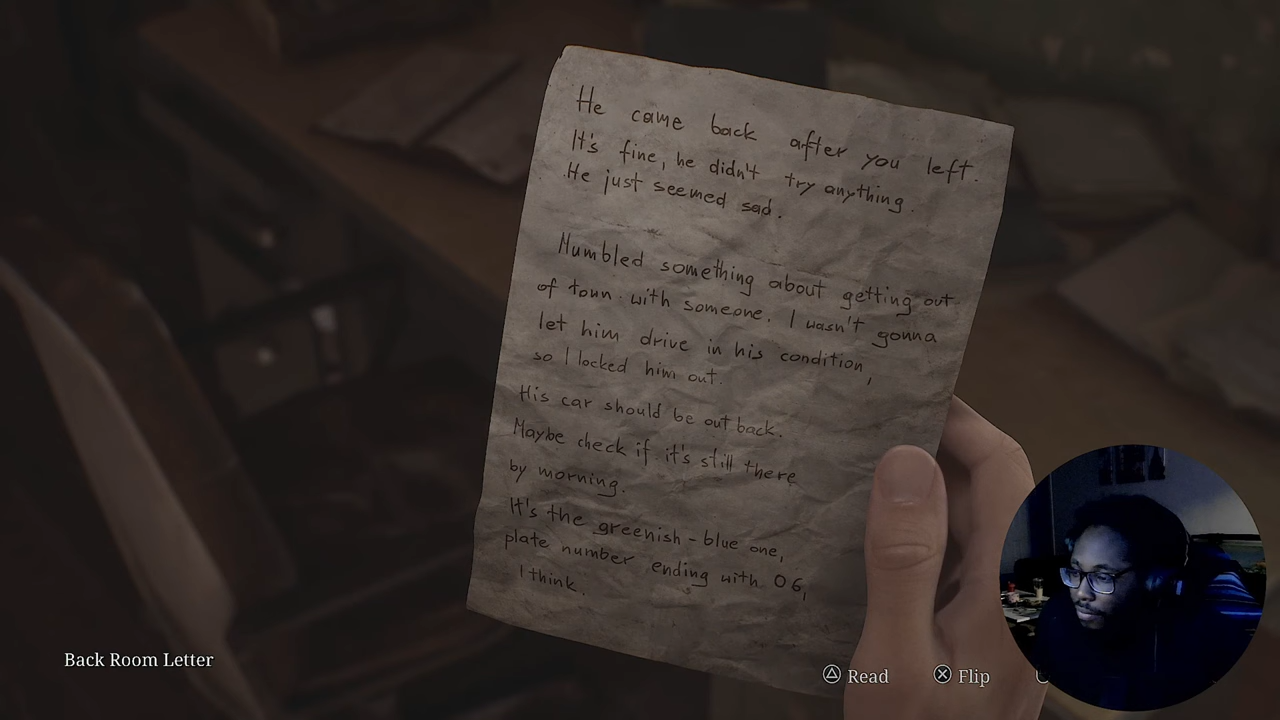 He came back after you left.
It's fine, he didn't try anything.
He just seemed sad.
Mumbled something about getting out
of town with someone. I wasn't gonna
let him drive in his condition,
so I locked him out.
His car should be out back.
Maybe check if it's still there
by morning.
It's the greenish-blue one,
plate number ending with 06,
I think.
Back Room Letter
Read
Flip